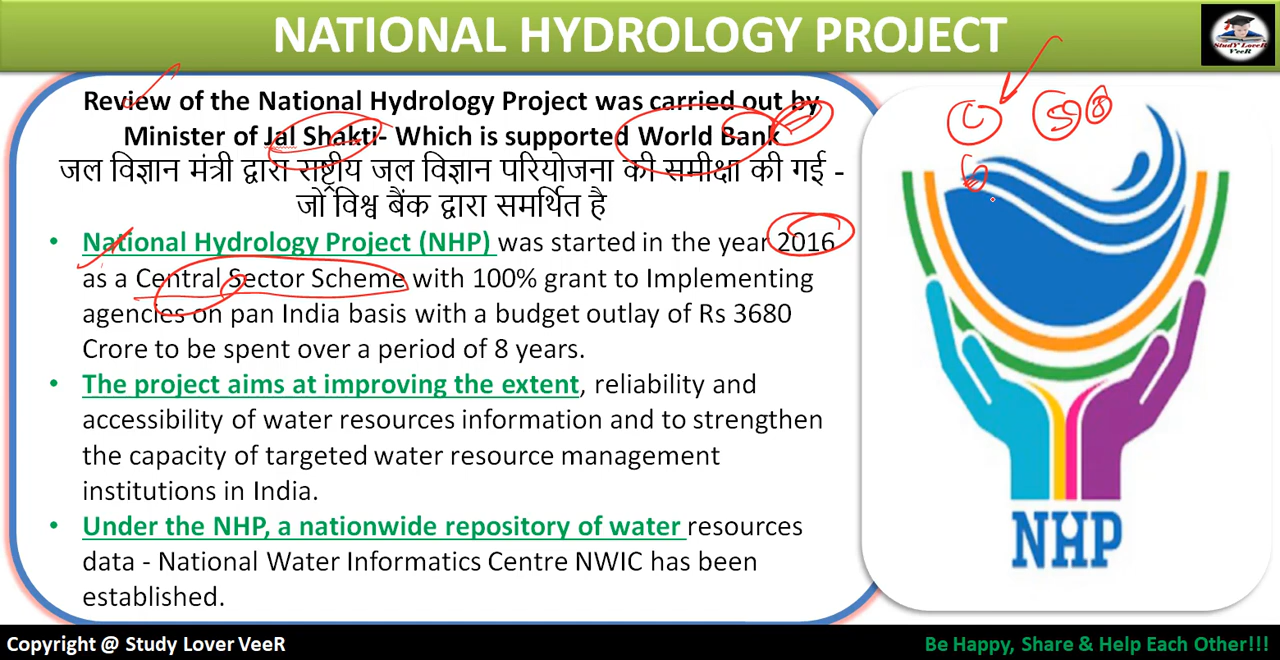 NATIONAL HYDROLOGY PROJECT
StudY LoveR
VeeR
Review of the National Hydrology Project was carried out by
Minister of Jal Shakti- Which is supported World Bank
जल विज्ञान मंत्री द्वारा राष्ट्रीय जल विज्ञान परियोजना की समीक्षा की गई -
जो विश्व बैंक द्वारा समर्थित है
• National Hydrology Project (NHP) was started in the year 2016
as a Central Sector Scheme with 100% grant to Implementing
agencies on pan India basis with a budget outlay of Rs 3680
Crore to be spent over a period of 8 years.
• The project aims at improving the extent, reliability and
accessibility of water resources information and to strengthen
the capacity of targeted water resource management
institutions in India.
• Under the NHP, a nationwide repository of water resources
data - National Water Informatics Centre NWIC has been
established.
NHP
Copyright @ Study Lover VeeR
Be Happy, Share & Help Each Other!!!